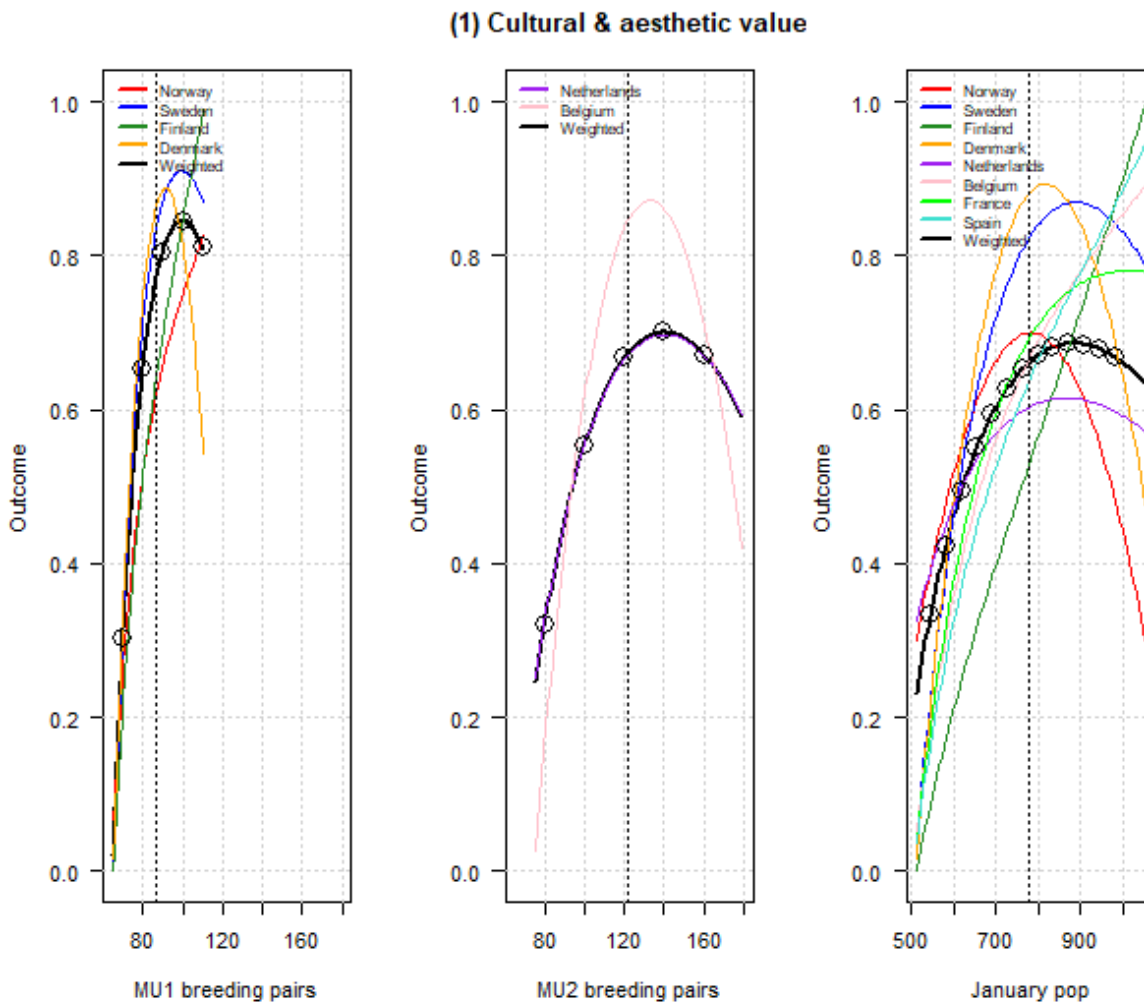 (1) Cultural & aesthetic value
Outcome
1.0
0.8
0.6
0.4
0.2
0.0
Norway
Sweden
Finland
Denmark
Weighted
80
120
160
MU1 breeding pairs
Outcome
1.0
0.8
0.6
0.4
0.2
0.0
Netherlands
Belgium
Weighted
80
120
160
MU2 breeding pairs
Outcome
1.0
0.8
0.6
0.4
0.2
0.0
Norway
Sweden
Finland
Denmark
Netherlands
Belgium
France
Spain
Weighted
500
700
900
January pop